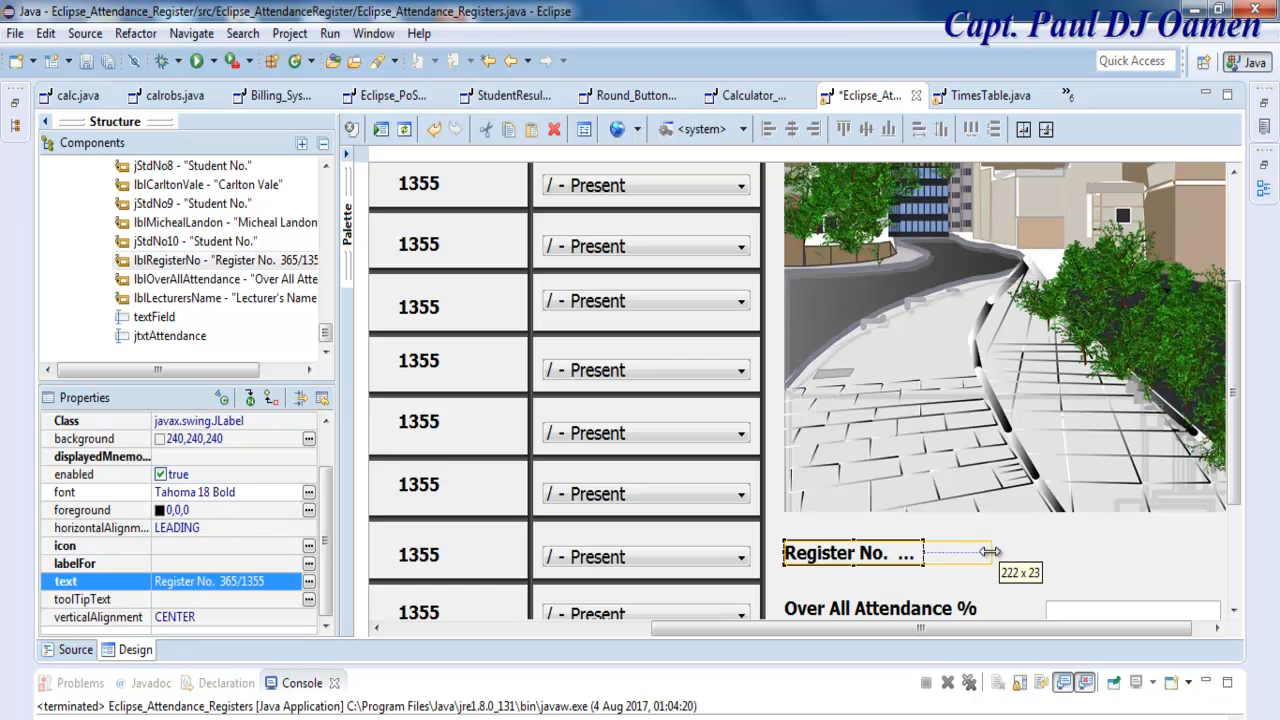 Java - Eclipse_AttendanceRegister/src/Eclipse_AttendanceRegister/Eclipse_Attendance_Registers.java - Eclipse
Capt. Paul DJ Oamen
File Edit Source Refactor Navigate Search Project Run Window Help
Quick Access
Java
calc.java calrobs.java Billing_Sys... Eclipse_PoS... StudentResul... Round_Button... Calculator_... *Eclipse_At... TimesTable.java »6
Structure
<system>
Components
jStdNo8 - "Student No."
lblCarltonVale - "Carlton Vale"
jStdNo9 - "Student No."
lblMichealLandon - "Micheal Landon
jStdNo10 - "Student No."
lblRegisterNo - "Register No. 365/135
lblOverAllAttendance - "Over All Atte
lblLecturersName - "Lecturer's Name
textField
jtxtAttendance
Palette
Properties
Class javax.swing.JLabel
background 240,240,240
displayedMnemo...
enabled true
font Tahoma 18 Bold
foreground 0,0,0
horizontalAlignm... LEADING
icon
labelFor
text Register No. 365/1355
toolTipText
verticalAlignment CENTER
1355 / - Present
1355 / - Present
1355 / - Present
1355 / - Present
1355 / - Present
1355 / - Present
1355 / - Present
1355 / - Present
Register No. ...
222 x 23
Over All Attendance %
Source Design
Problems Javadoc Declaration Console
<terminated> Eclipse_Attendance_Registers [Java Application] C:\Program Files\Java\jre1.8.0_131\bin\javaw.exe (4 Aug 2017, 01:04:20)